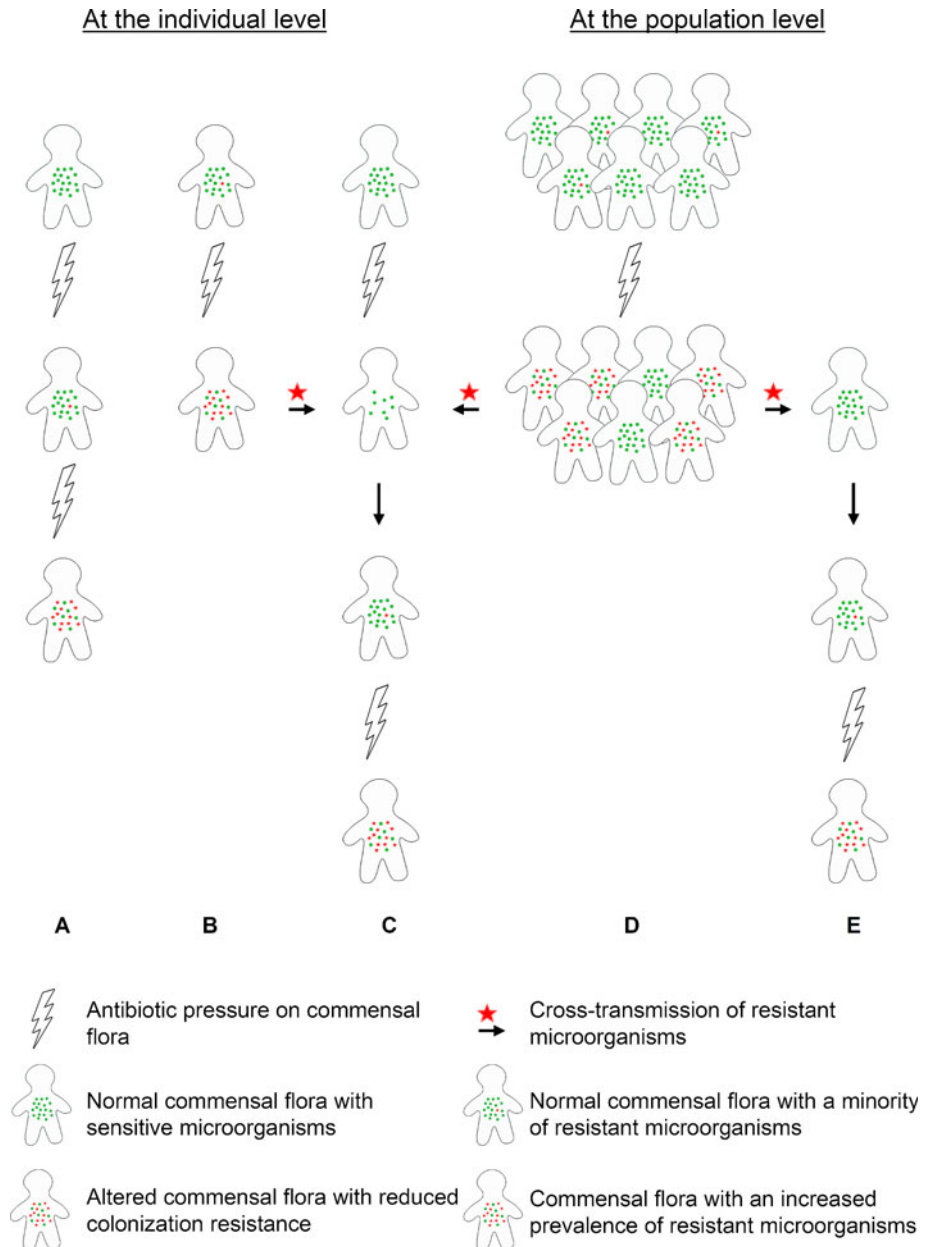 At the individual level
At the population level
A
B
C
D
E
Antibiotic pressure on commensal
flora
Cross-transmission of resistant
microorganisms
Normal commensal flora with
sensitive microorganisms
Normal commensal flora with a minority
of resistant microorganisms
Altered commensal flora with reduced
colonization resistance
Commensal flora with an increased
prevalence of resistant microorganisms